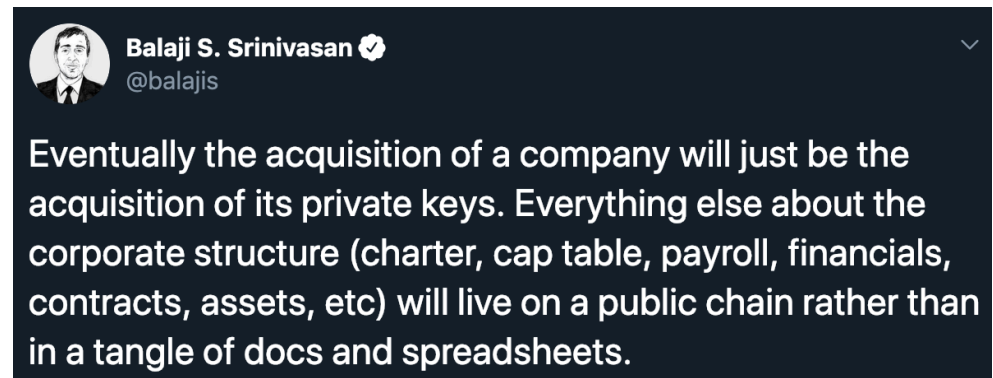 Balaji S. Srinivasan
@balajis
Eventually the acquisition of a company will just be the
acquisition of its private keys. Everything else about the
corporate structure (charter, cap table, payroll, financials,
contracts, assets, etc) will live on a public chain rather than
in a tangle of docs and spreadsheets.